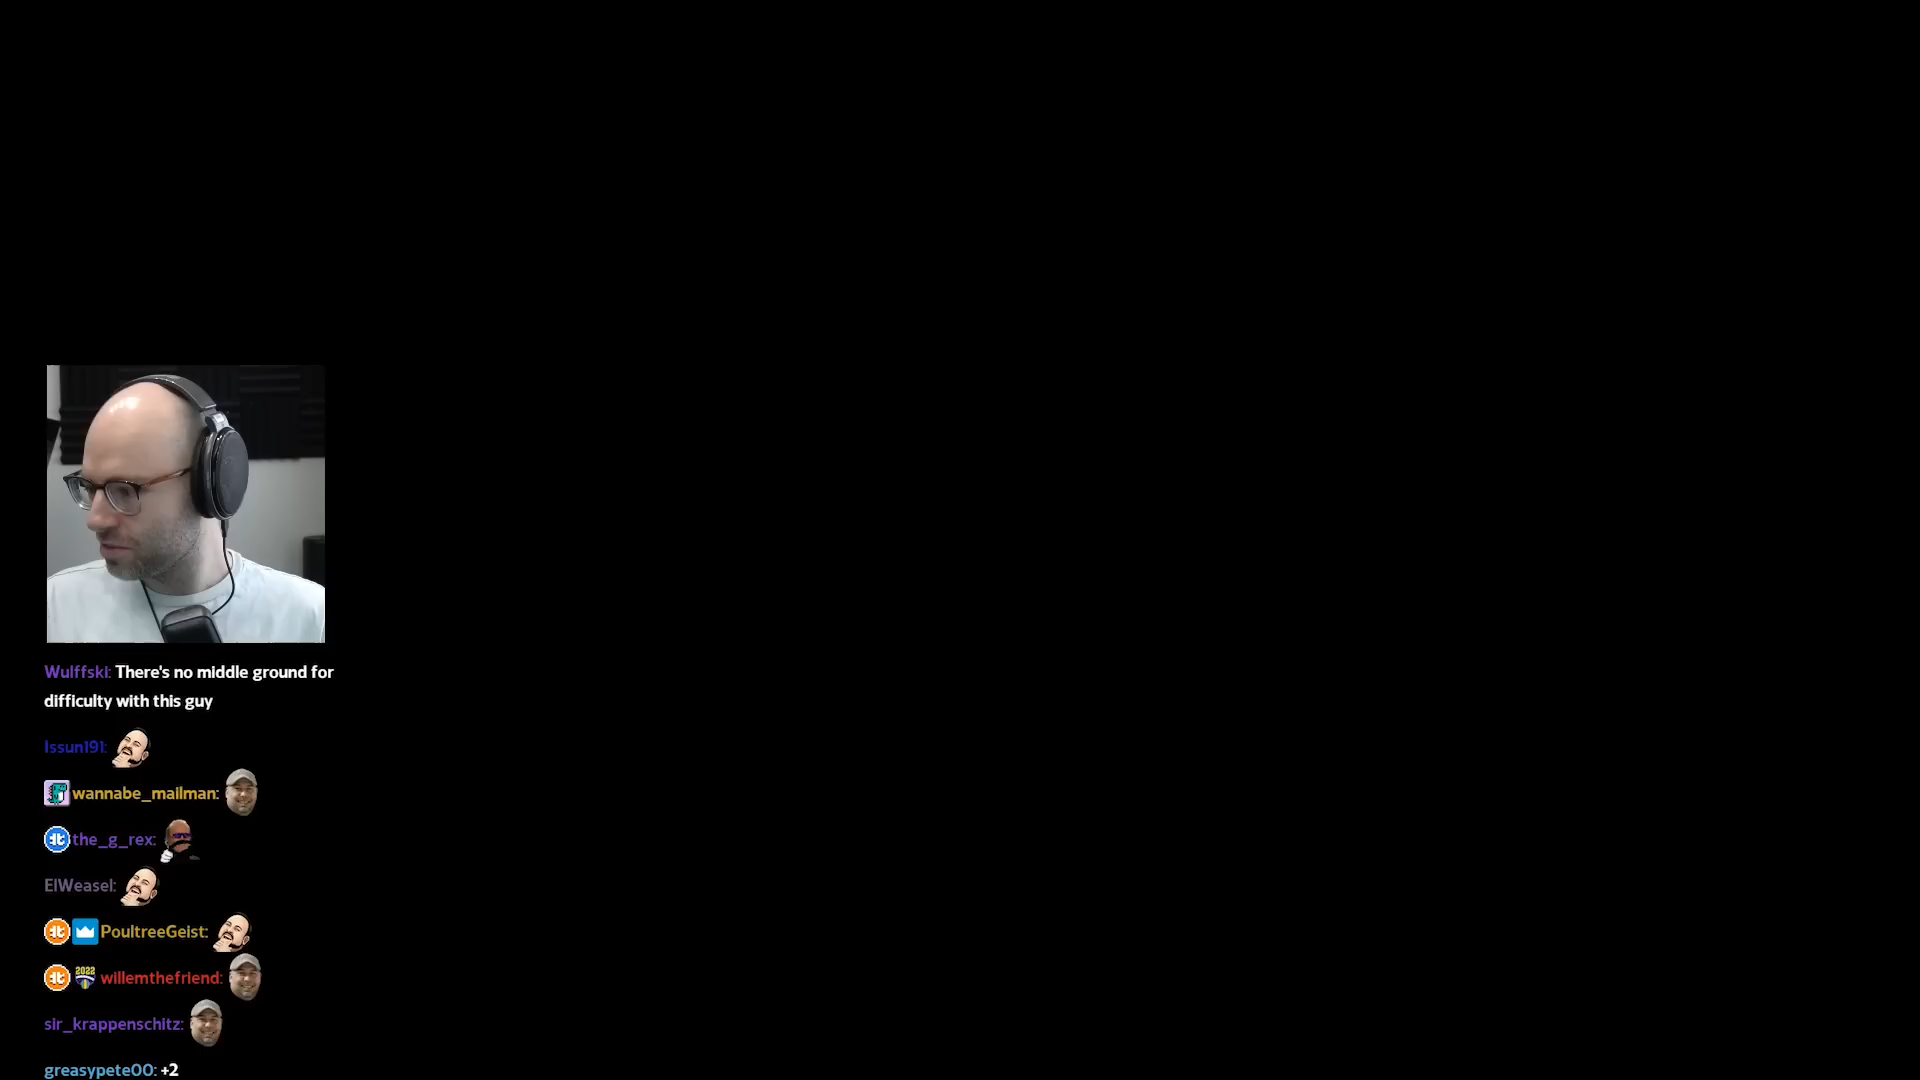 Wulffski: There's no middle ground for
difficulty with this guy
Issun191:
wannabe_mailman:
the_g_rex:
ElWeasel:
PoultreeGeist:
2022 willemthefriend:
sir_krappenschitz:
greasypete00: +2